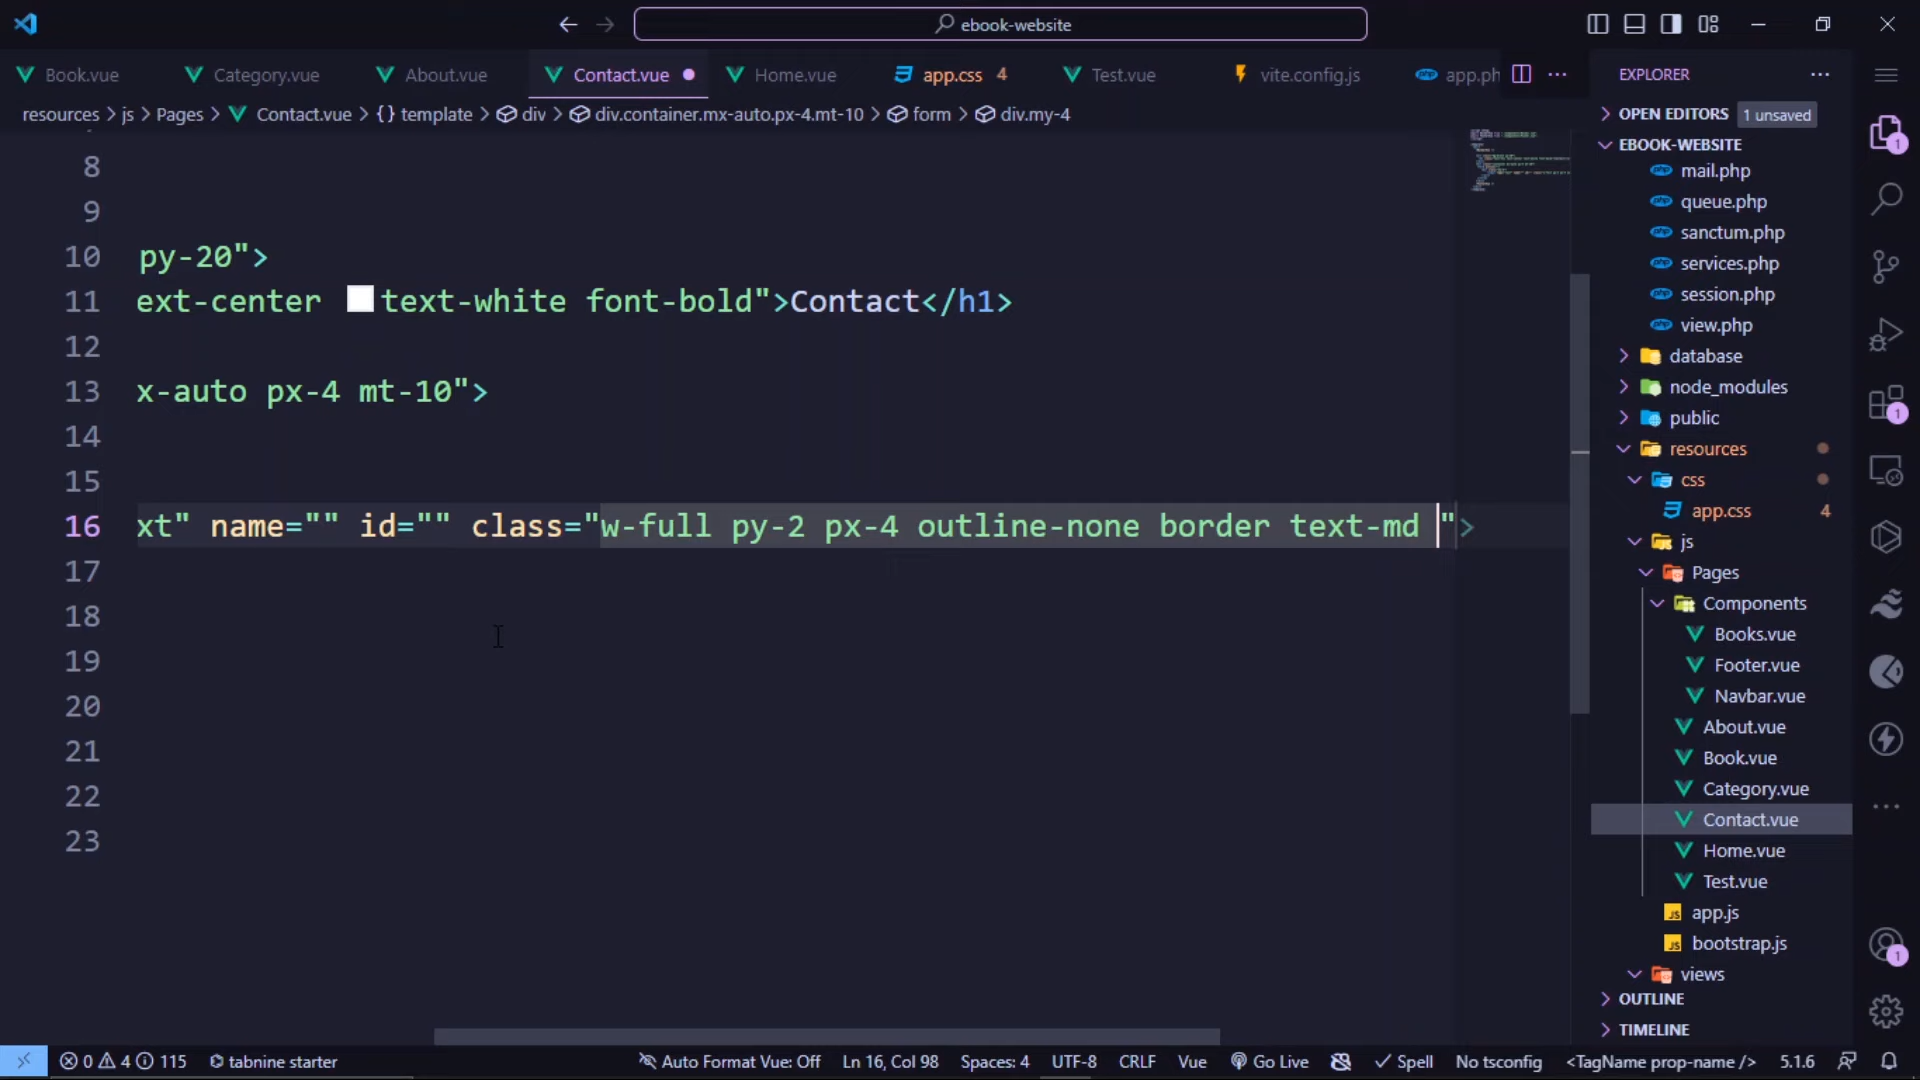 ebook-website
Book.vue
Category.vue
About.vue
Contact.vue
Home.vue
app.css 4
Test.vue
vite.config.js
app.ph
EXPLORER
resources > js > Pages > Contact.vue > {} template > div > div.container.mx-auto.px-4.mt-10 > form > div.my-4
OPEN EDITORS 1 unsaved
EBOOK-WEBSITE
mail.php
queue.php
sanctum.php
services.php
session.php
view.php
database
node_modules
public
resources
css
app.css 4
js
Pages
Components
Books.vue
Footer.vue
Navbar.vue
About.vue
Book.vue
Category.vue
Contact.vue
Home.vue
Test.vue
app.js
bootstrap.js
views
OUTLINE
TIMELINE
8
9
10 py-20">
11 ext-center text-white font-bold">Contact</h1>
12
13 x-auto px-4 mt-10">
14
15
16 xt" name="" id="" class="w-full py-2 px-4 outline-none border text-md ">
17
18
19
20
21
22
23
1
1
1
0 4 115 tabnine starter Auto Format Vue: Off Ln 16, Col 98 Spaces: 4 UTF-8 CRLF Vue Go Live Spell No tsconfig <TagName prop-name /> 5.1.6